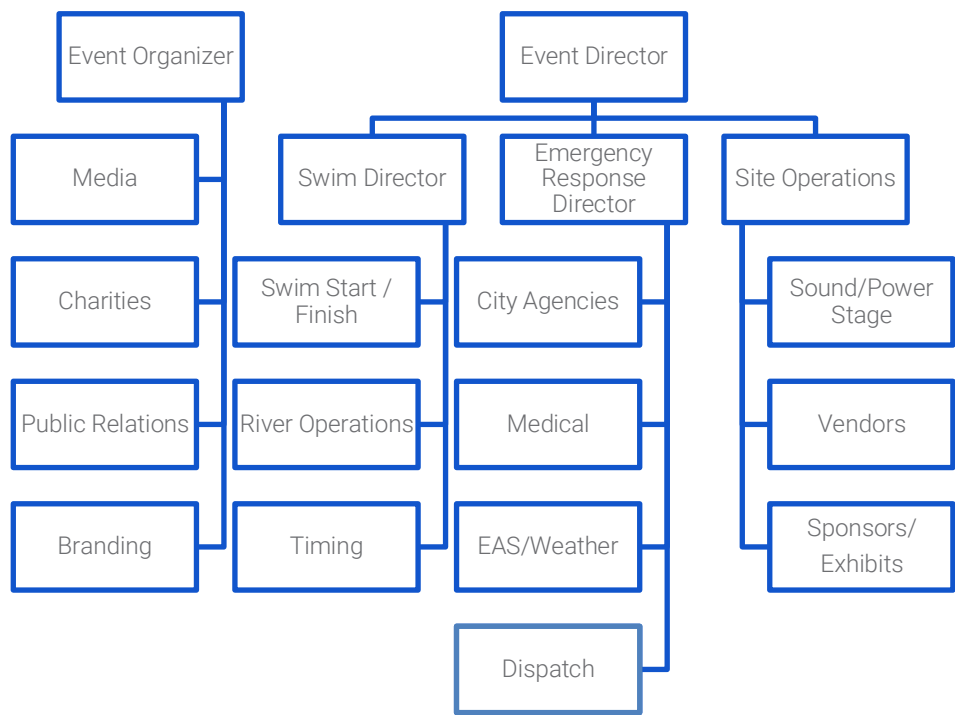 Event Organizer
Event Director
Media
Swim Director
Emergency
Response
Director
Site Operations
Charities
Swim Start /
Finish
City Agencies
Sound/Power
Stage
Public Relations
River Operations
Medical
Vendors
Branding
Timing
EAS/Weather
Sponsors/
Exhibits
Dispatch